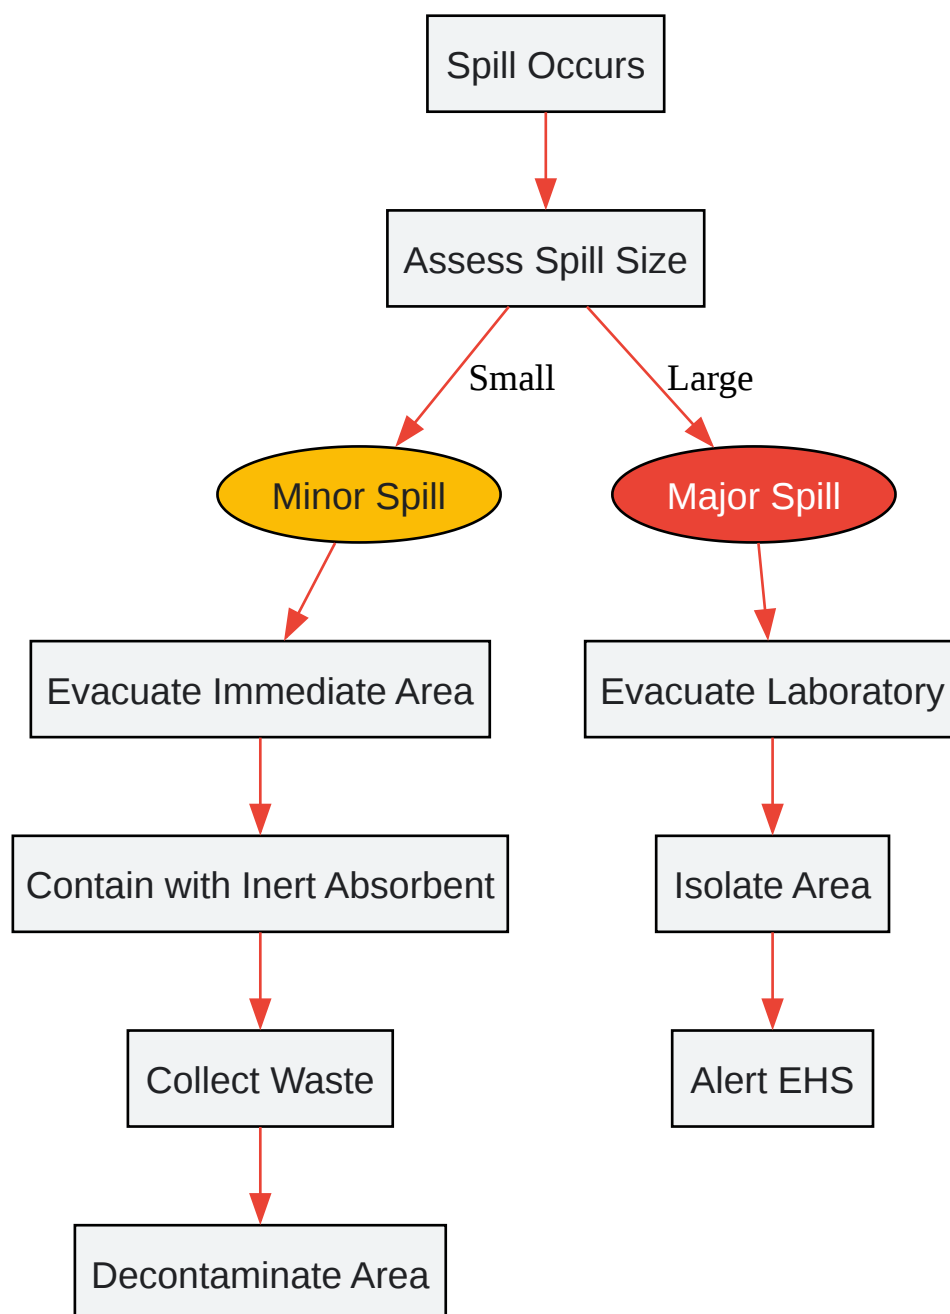 Spill Occurs
Assess Spill Size
Small
Large
Minor Spill
Major Spill
Evacuate Immediate Area
Evacuate Laboratory
Contain with Inert Absorbent
Isolate Area
Collect Waste
Alert EHS
Decontaminate Area